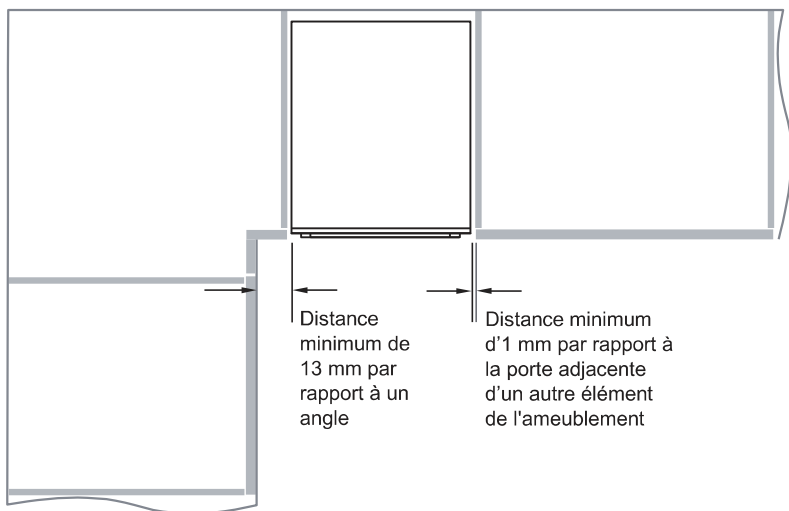 Distance
minimum de
13 mm par
rapport à un
angle
Distance minimum
d'1 mm par rapport à
la porte adjacente
d'un autre élément
de l'ameublement